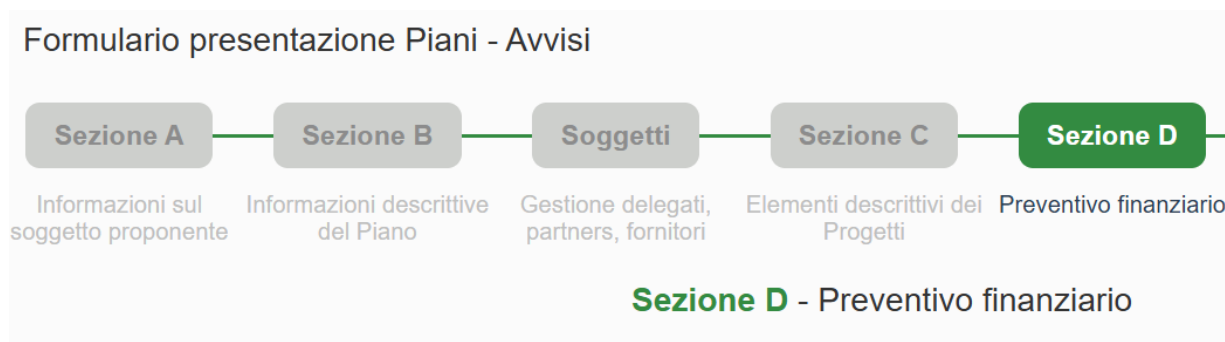 Formulario presentazione Piani - Avvisi
Sezione A
Sezione B
Soggetti
Sezione C
Sezione D
Informazioni sul
soggetto proponente
Informazioni descrittive
del Piano
Gestione delegati,
partners, fornitori
Elementi descrittivi dei
Progetti
Preventivo finanziario
Sezione D - Preventivo finanziario